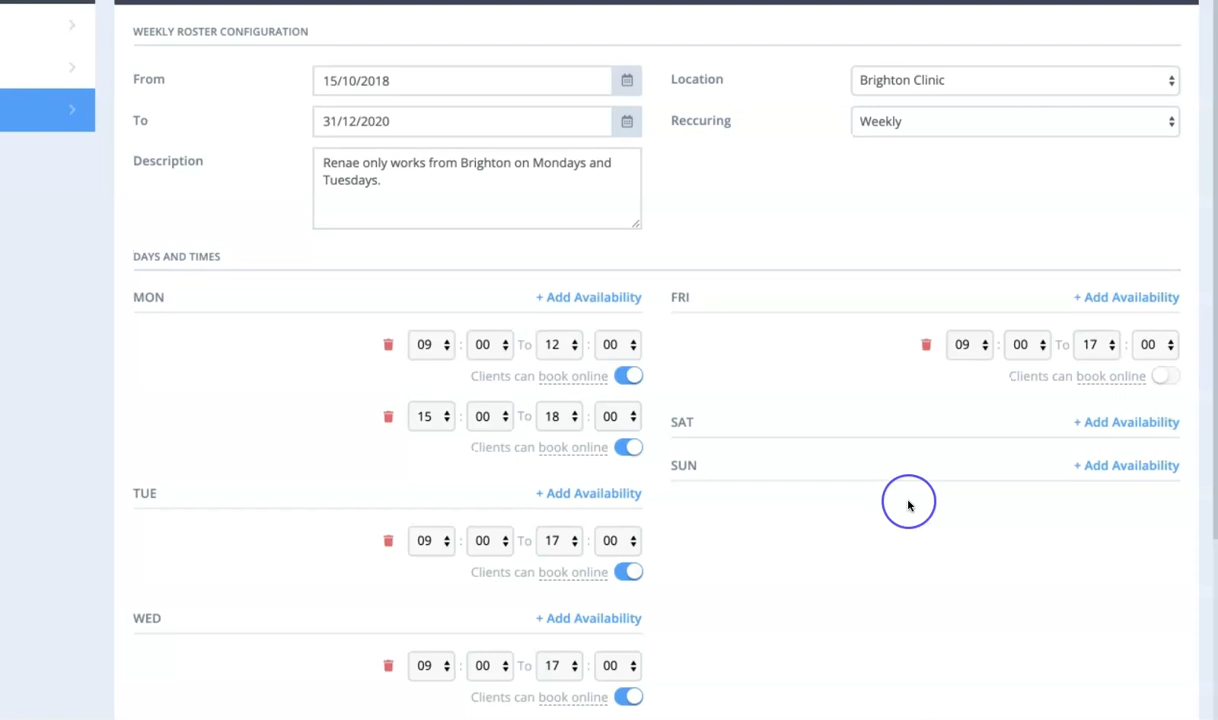 WEEKLY ROSTER CONFIGURATION
From 15/10/2018
To 31/12/2020
Description Renae only works from Brighton on Mondays and
Tuesdays.
Location Brighton Clinic
Reccuring Weekly
DAYS AND TIMES
MON + Add Availability
09 : 00 To 12 : 00
Clients can book online
15 : 00 To 18 : 00
Clients can book online
TUE + Add Availability
09 : 00 To 17 : 00
Clients can book online
WED + Add Availability
09 : 00 To 17 : 00
Clients can book online
FRI + Add Availability
09 : 00 To 17 : 00
Clients can book online
SAT + Add Availability
SUN + Add Availability